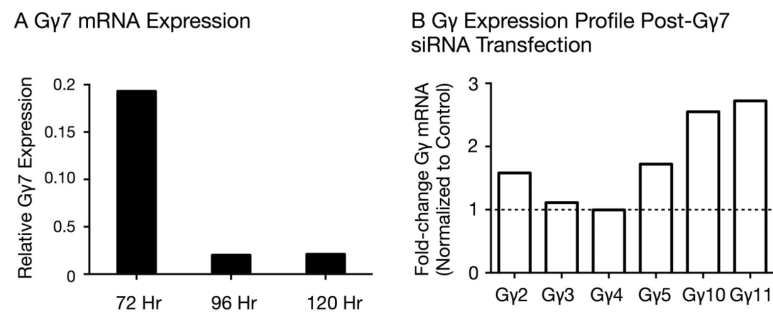 A Gγ7 mRNA Expression
Relative Gγ7 Expression
0.2
0.15
0.10
0.5
0
72 Hr 96 Hr 120 Hr
B Gγ Expression Profile Post-Gγ7
siRNA Transfection
Fold-change Gγ mRNA
(Normalized to Control)
3
2
1
0
Gγ2 Gγ3 Gγ4 Gγ5 Gγ10 Gγ11